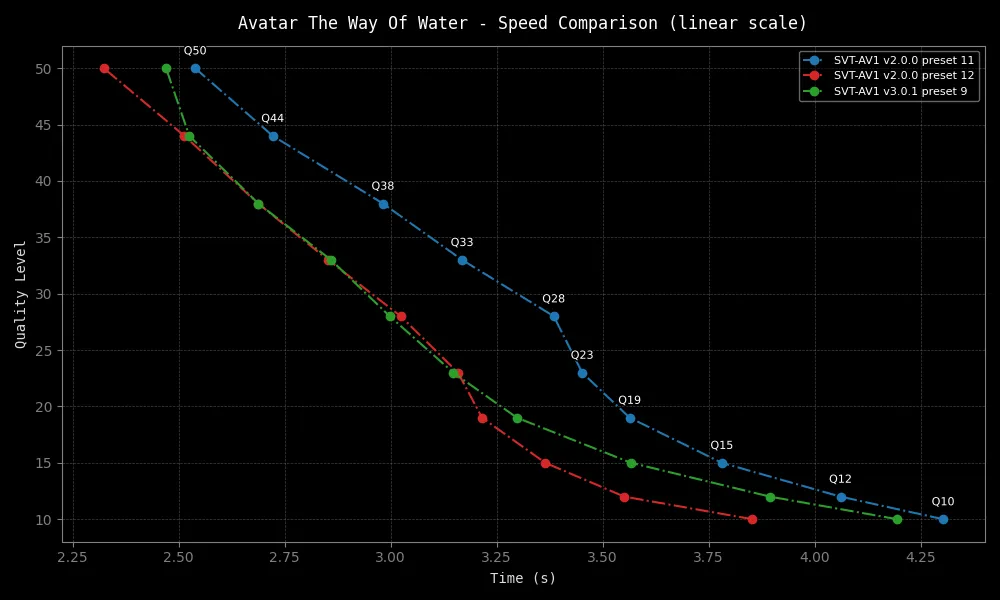 Avatar The Way Of Water - Speed Comparison (linear scale)
SVT-AV1 v2.0.0 preset 11
SVT-AV1 v2.0.0 preset 12
SVT-AV1 v3.0.1 preset 9
Q50
Q44
Q38
Q33
Q28
Q23
Q19
Q15
Q12
Q10
Quality Level
50
45
40
35
30
25
20
15
10
2.25 2.50 2.75 3.00 3.25 3.50 3.75 4.00 4.25
Time (s)